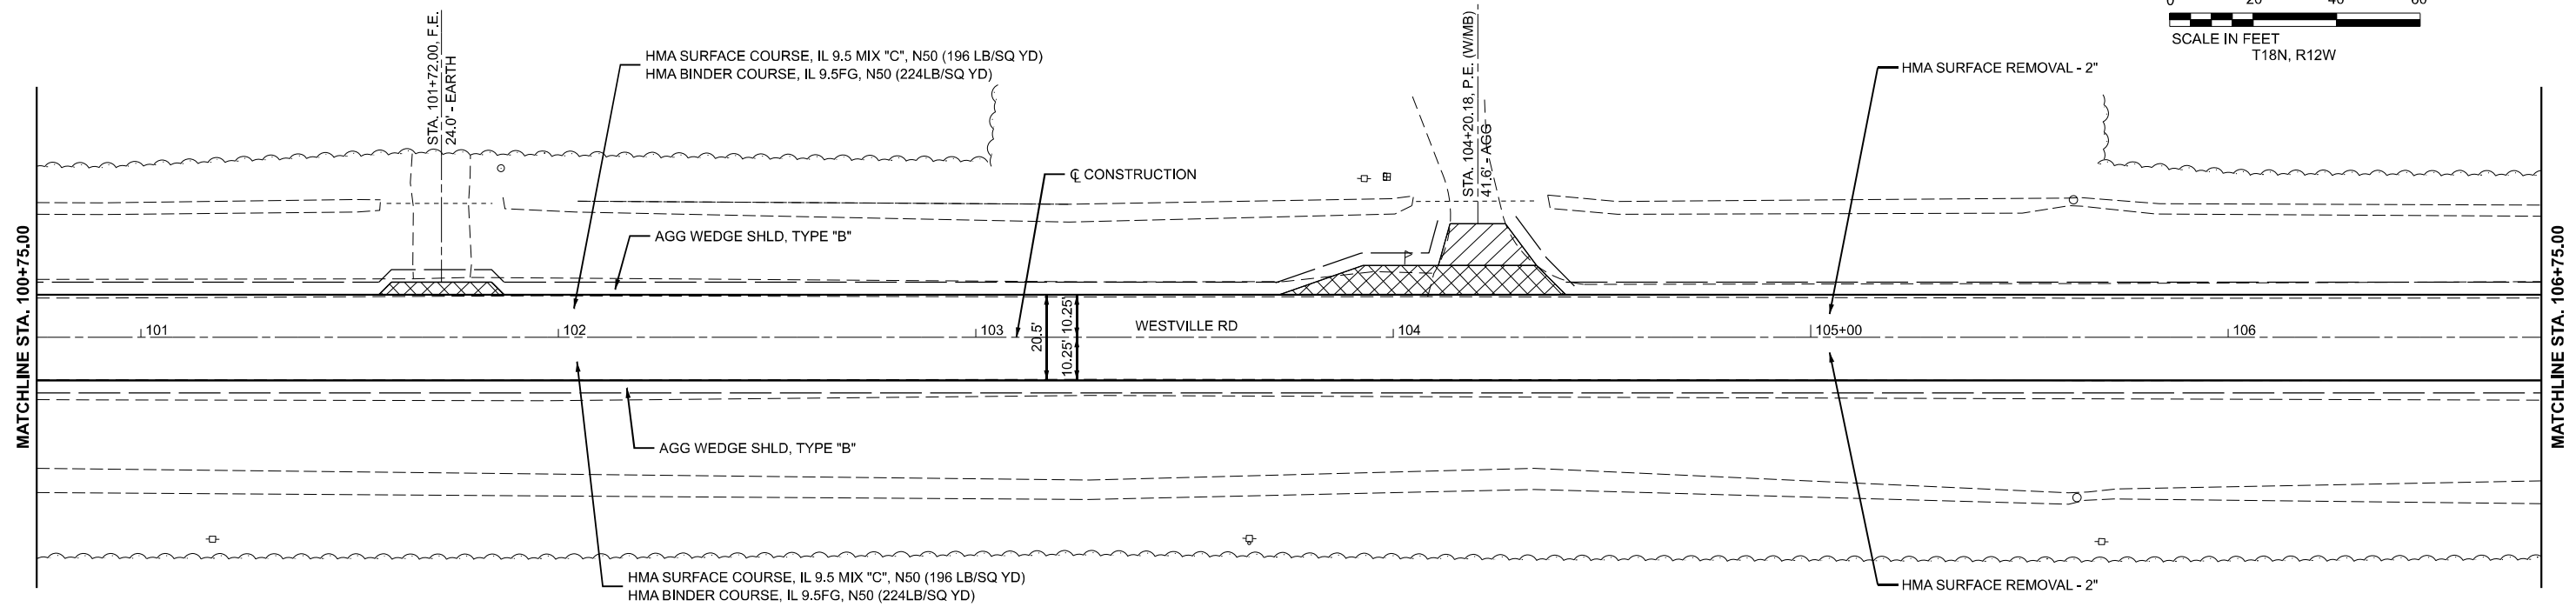 0 20 40 60
SCALE IN FEET
T18N, R12W
STA. 101+72.00, F.E.
24.0' - EARTH
HMA SURFACE COURSE, IL 9.5 MIX "C", N50 (196 LB/SQ YD)
HMA BINDER COURSE, IL 9.5FG, N50 (224LB/SQ YD)
STA. 104+20.18, P.E. (W/MB)
41.6' - AGG
HMA SURFACE REMOVAL - 2"
℄ CONSTRUCTION
AGG WEDGE SHLD, TYPE "B"
MATCHLINE STA. 100+75.00
MATCHLINE STA. 106+75.00
101
102
103
104
105+00
106
WESTVILLE RD
20.5'
10.25'
10.25'
AGG WEDGE SHLD, TYPE "B"
HMA SURFACE COURSE, IL 9.5 MIX "C", N50 (196 LB/SQ YD)
HMA BINDER COURSE, IL 9.5FG, N50 (224LB/SQ YD)
HMA SURFACE REMOVAL - 2"